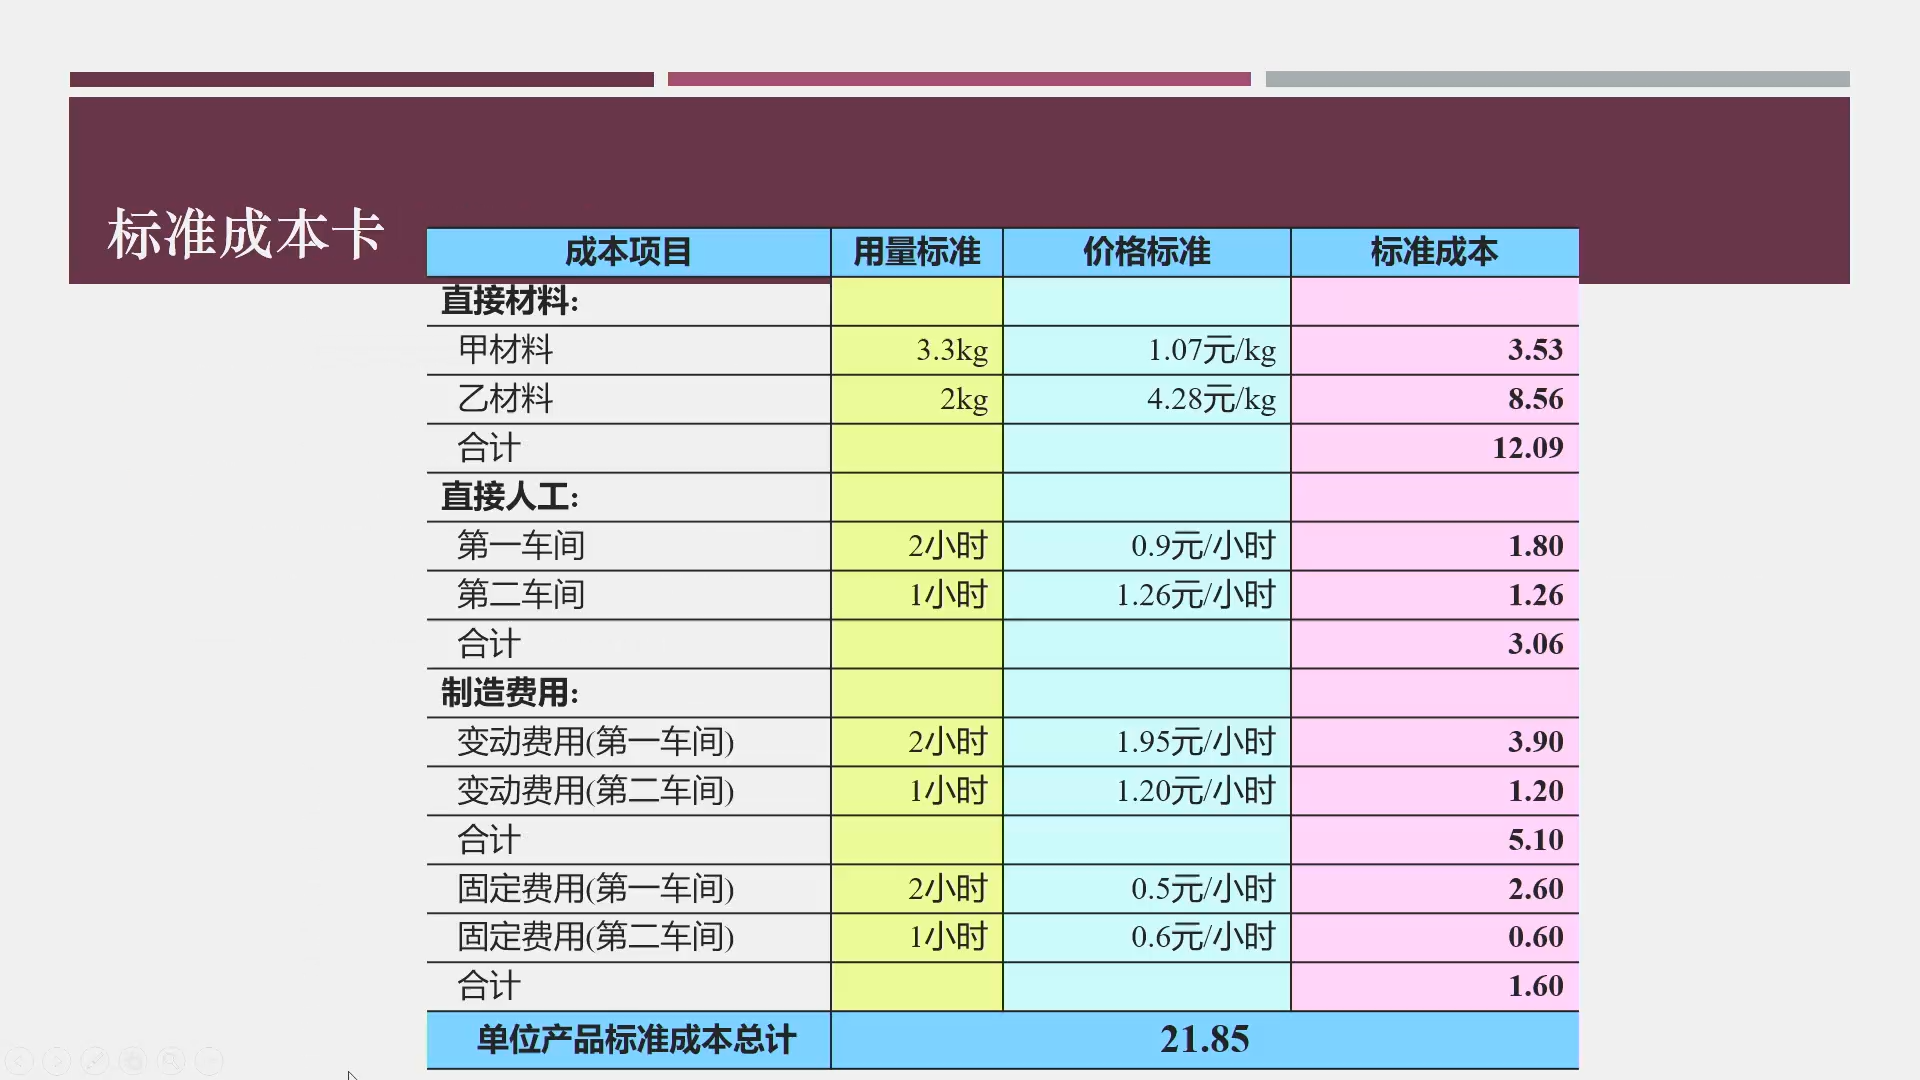 标准成本卡
成本项目 用量标准 价格标准 标准成本
直接材料:
甲材料 3.3kg 1.07元/kg 3.53
乙材料 2kg 4.28元/kg 8.56
合计 12.09
直接人工:
第一车间 2小时 0.9元/小时 1.80
第二车间 1小时 1.26元/小时 1.26
合计 3.06
制造费用:
变动费用(第一车间) 2小时 1.95元/小时 3.90
变动费用(第二车间) 1小时 1.20元/小时 1.20
合计 5.10
固定费用(第一车间) 2小时 0.5元/小时 2.60
固定费用(第二车间) 1小时 0.6元/小时 0.60
合计 1.60
单位产品标准成本总计 21.85